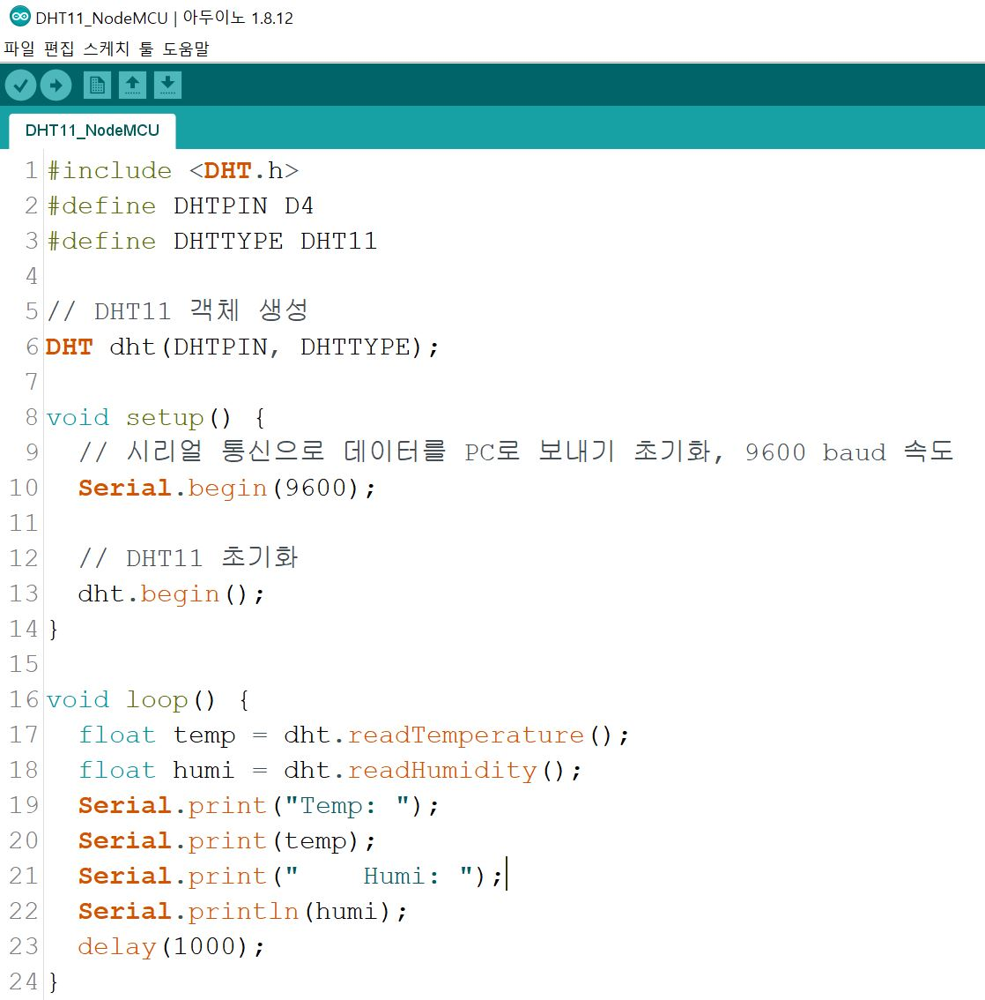 DHT11_NodeMCU | 아두이노 1.8.12
파일 편집 스케치 툴 도움말
DHT11_NodeMCU
1 #include <DHT.h>
2 #define DHTPIN D4
3 #define DHTTYPE DHT11
4
5 // DHT11 객체 생성
6 DHT dht(DHTPIN, DHTTYPE);
7
8 void setup() {
9   // 시리얼 통신으로 데이터를 PC로 보내기 초기화, 9600 baud 속도
10   Serial.begin(9600);
11
12   // DHT11 초기화
13   dht.begin();
14 }
15
16 void loop() {
17   float temp = dht.readTemperature();
18   float humi = dht.readHumidity();
19   Serial.print("Temp: ");
20   Serial.print(temp);
21   Serial.print("    Humi: ");
22   Serial.println(humi);
23   delay(1000);
24 }